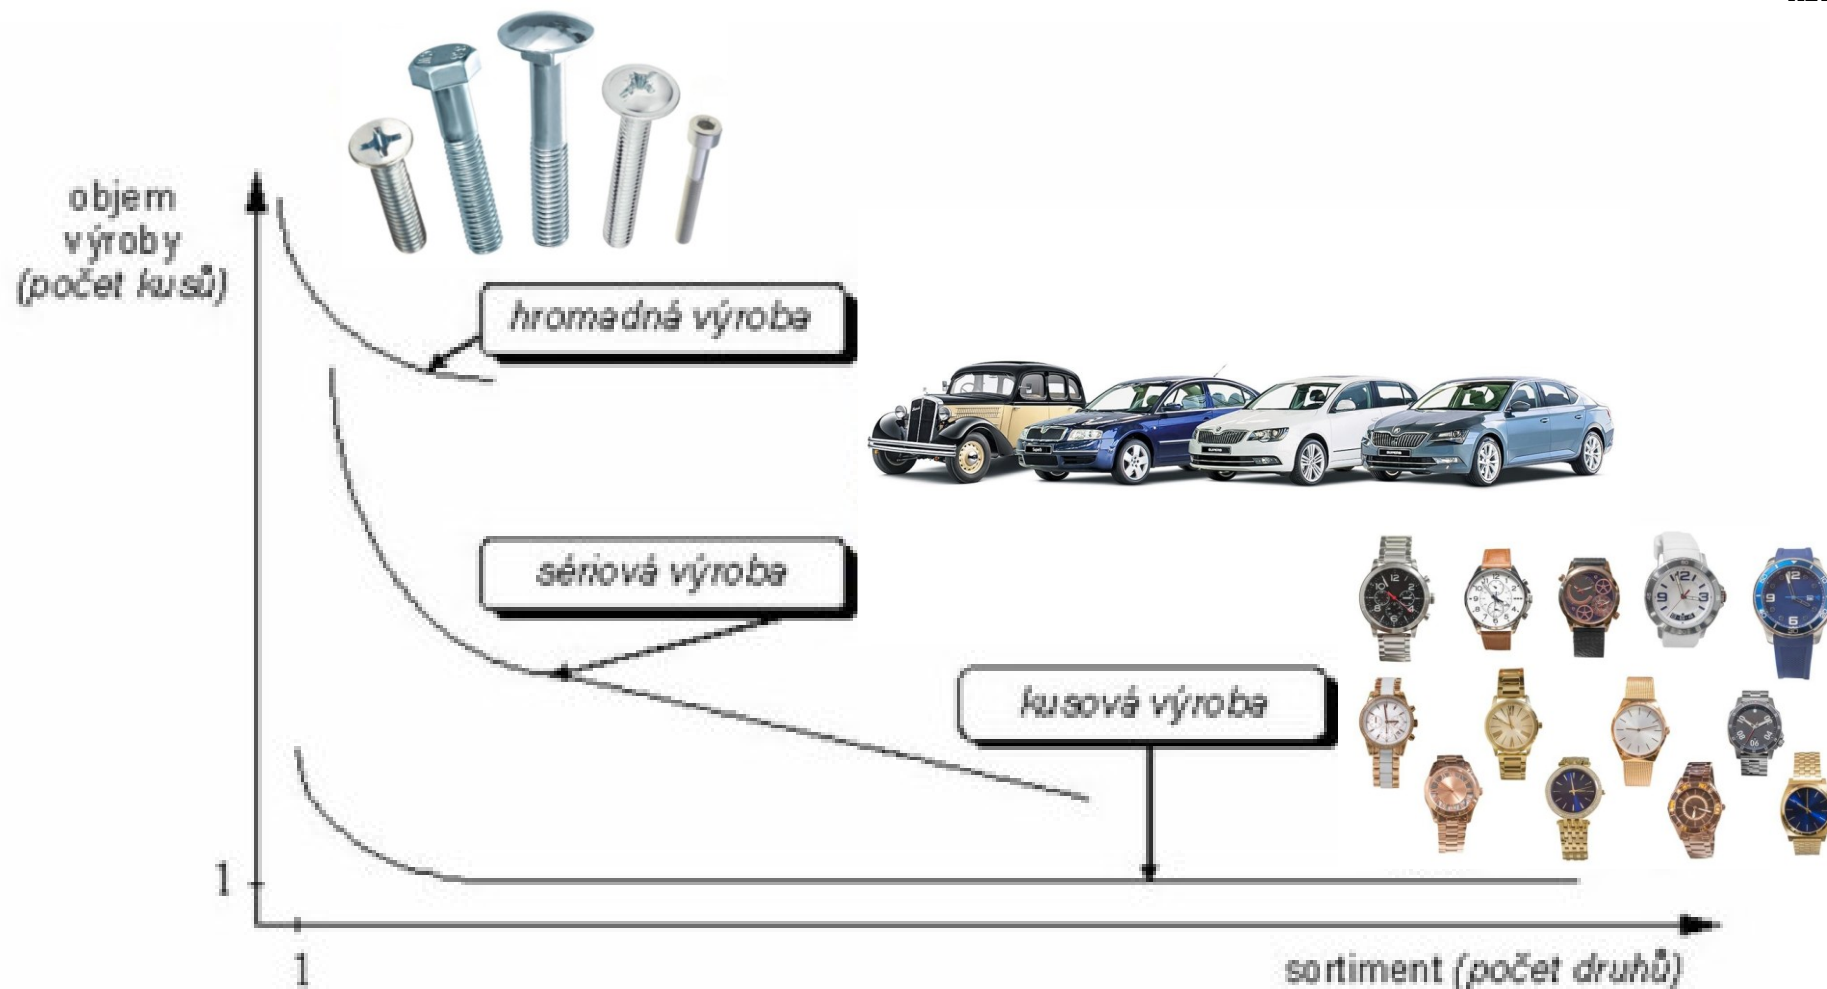 objem
výroby
(počet kusů)
hromadná výroba
sériová výroba
kusová výroba
1
1
sortiment (počet druhů)